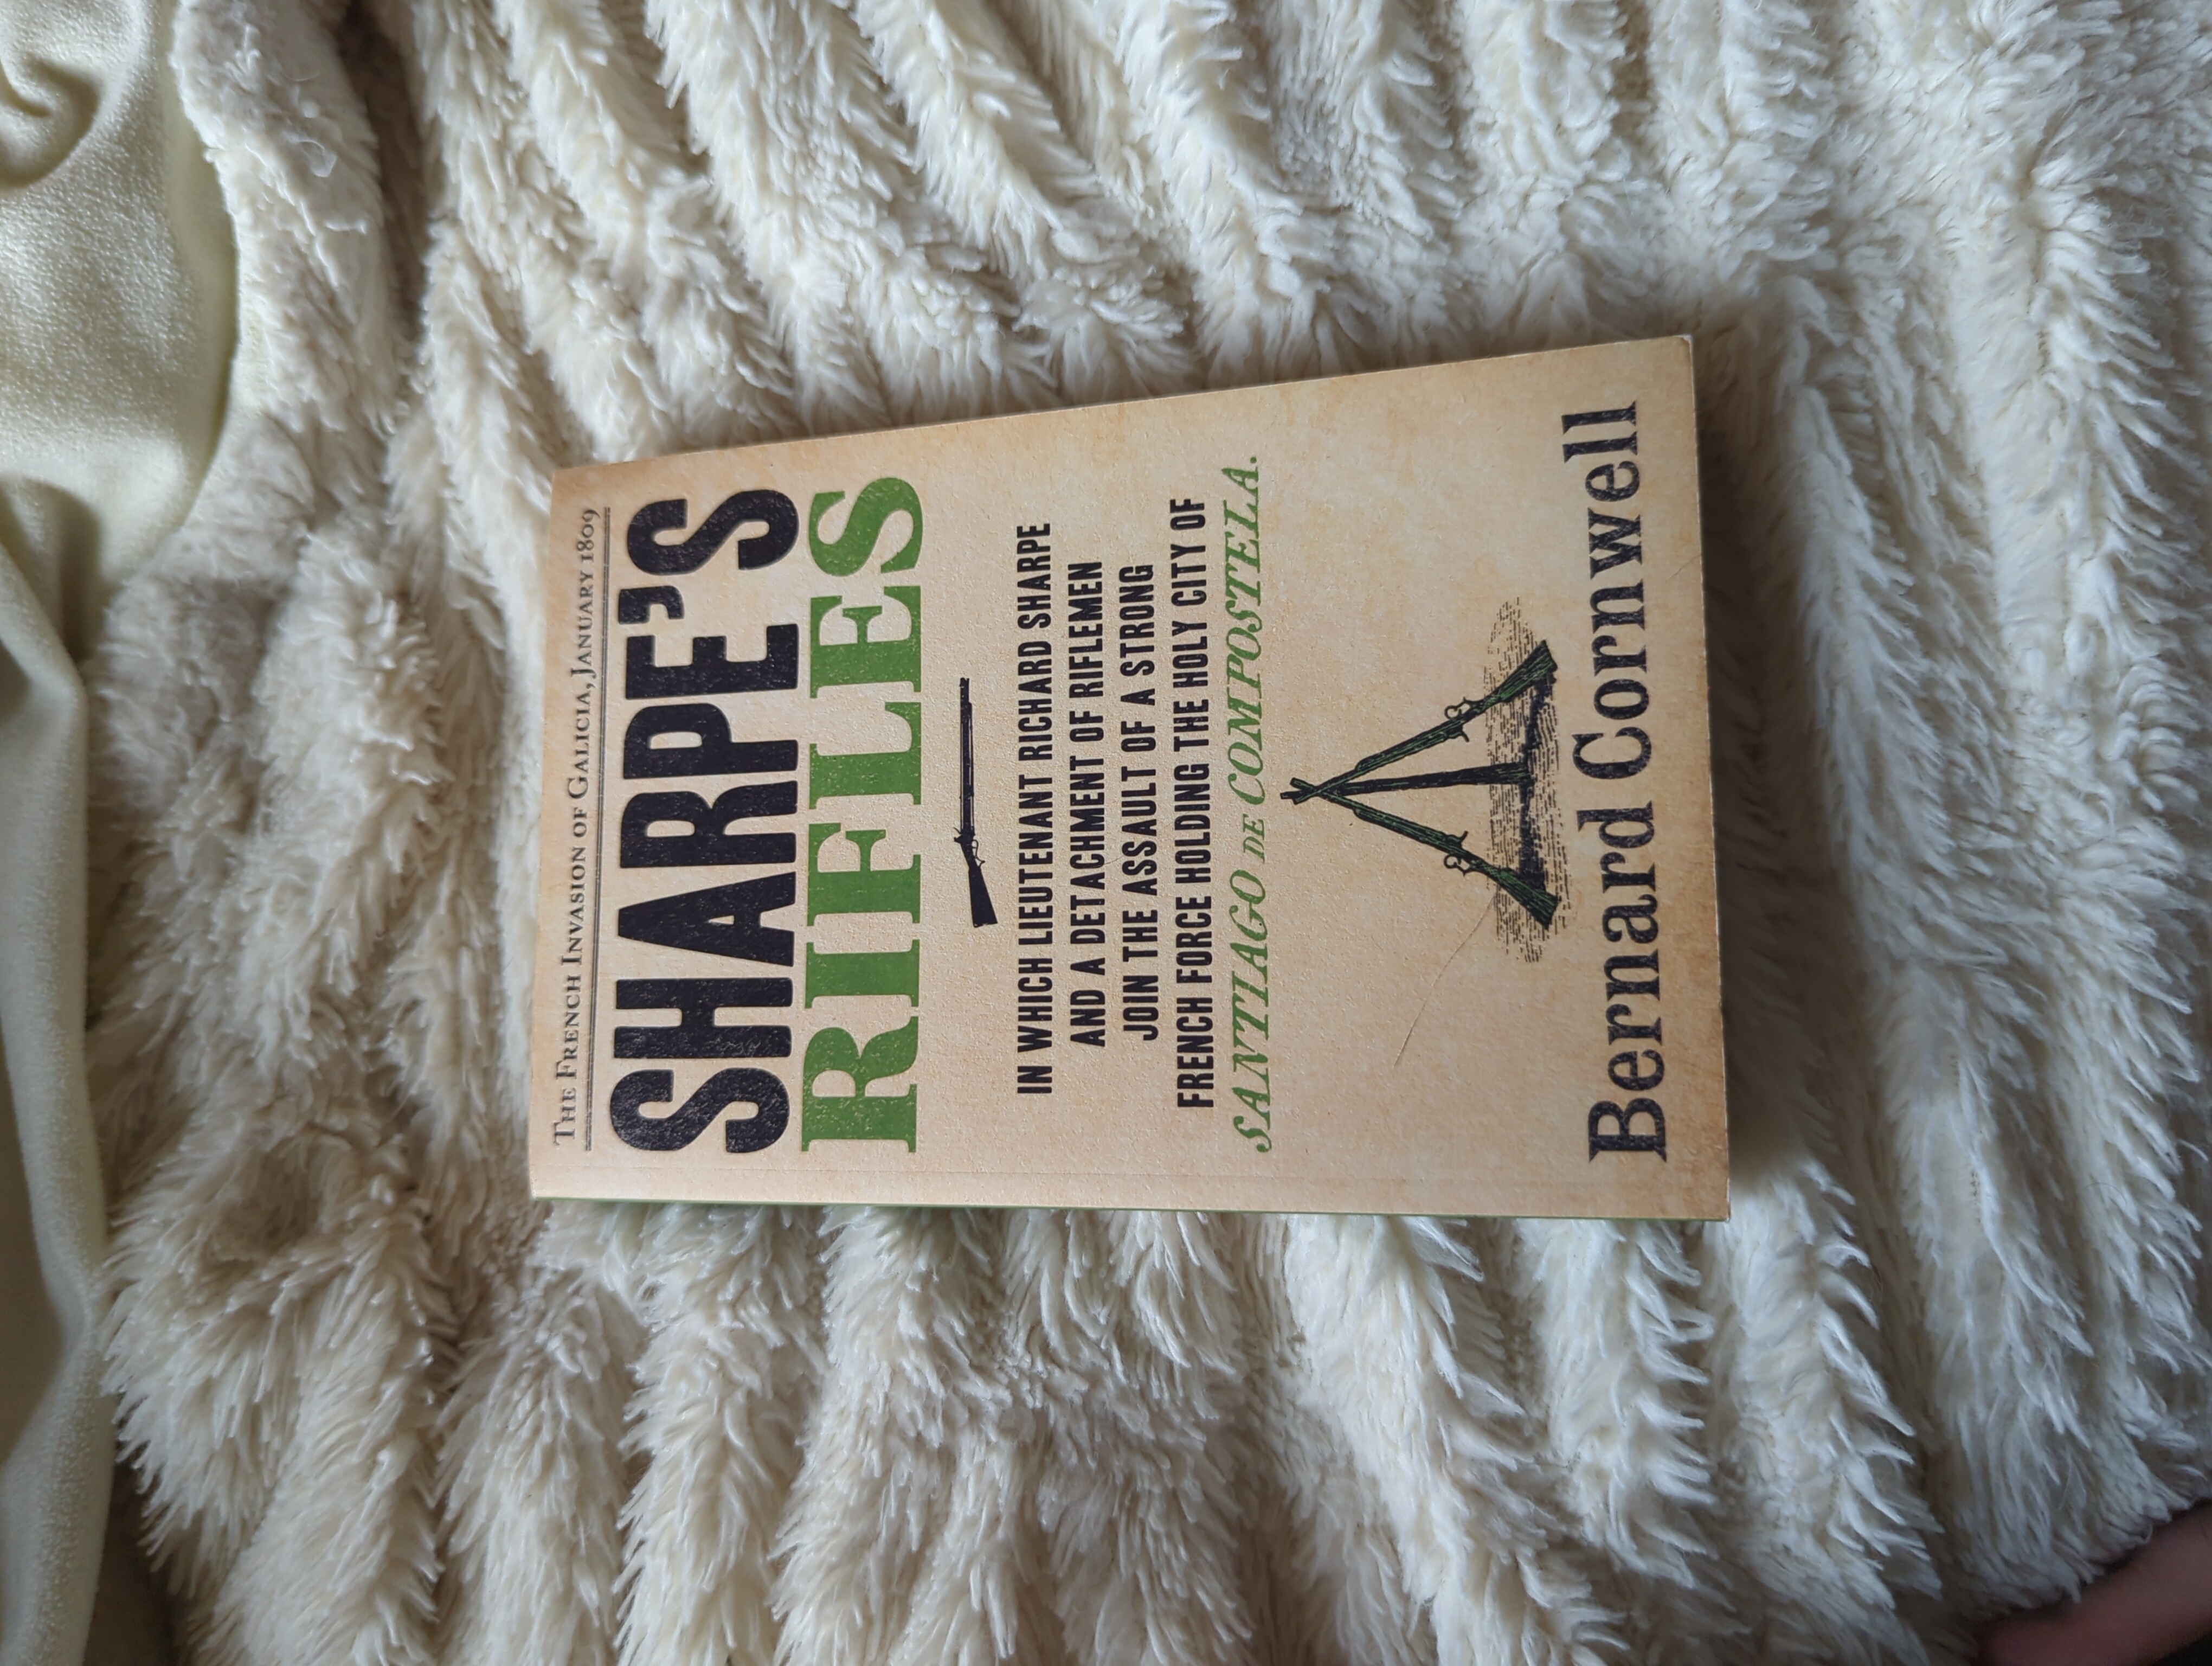 THE FRENCH INVASION OF GALICIA, JANUARY 1809
SHARPE'S
RIFLES
IN WHICH LIEUTENANT RICHARD SHARPE
AND A DETACHMENT OF RIFLEMEN
JOIN THE ASSAULT OF A STRONG
FRENCH FORCE HOLDING THE HOLY CITY OF
SANTIAGO DE COMPOSTELA.
Bernard Cornwell